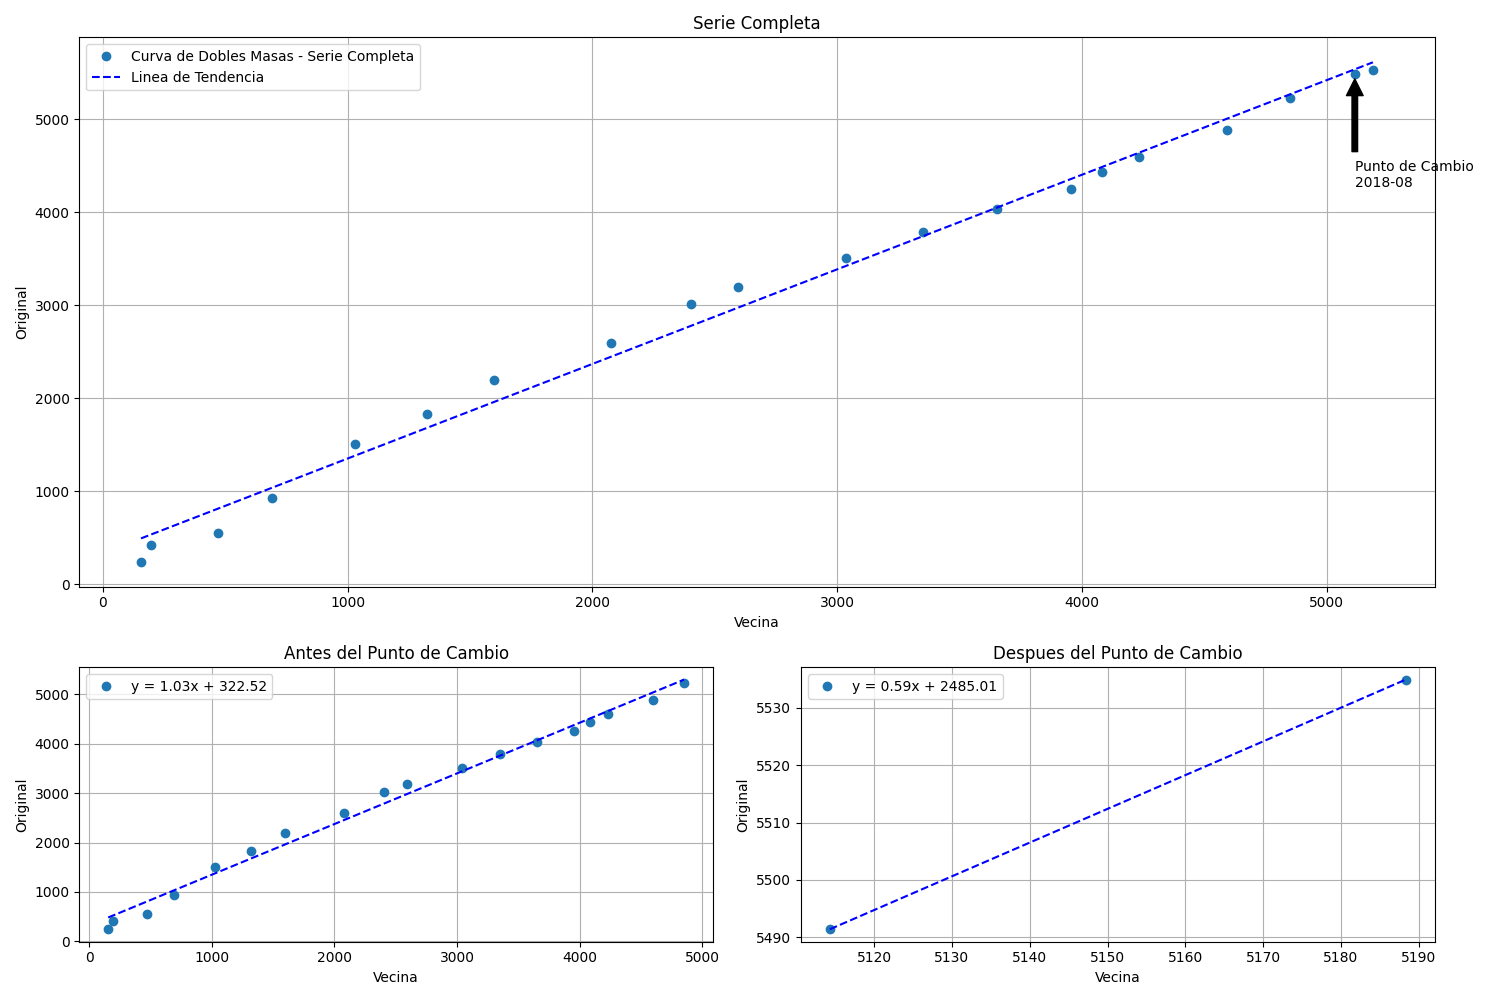 Serie Completa
Curva de Dobles Masas - Serie Completa
Linea de Tendencia
Original
5000
4000
3000
2000
1000
0
Punto de Cambio
2018-08
0 1000 2000 3000 4000 5000
Vecina
Antes del Punto de Cambio
y = 1.03x + 322.52
Original
5000
4000
3000
2000
1000
0
0 1000 2000 3000 4000 5000
Vecina
Despues del Punto de Cambio
y = 0.59x + 2485.01
Original
5530
5520
5510
5500
5490
5120 5130 5140 5150 5160 5170 5180 5190
Vecina